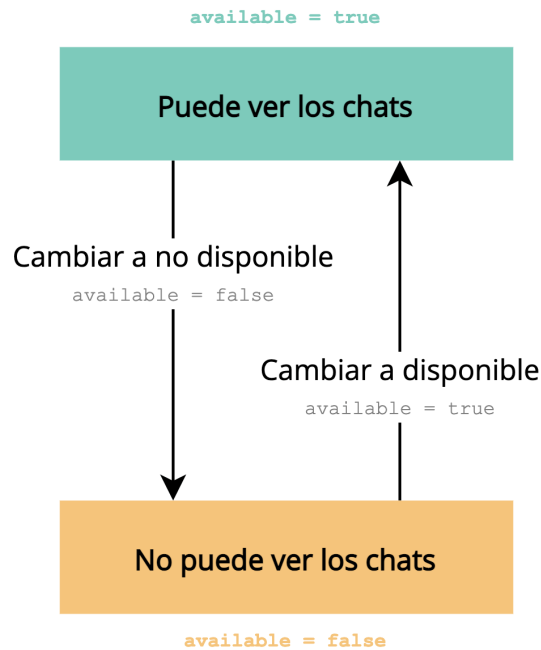 available = true
Puede ver los chats
Cambiar a no disponible
available = false
Cambiar a disponible
available = true
No puede ver los chats
available = false